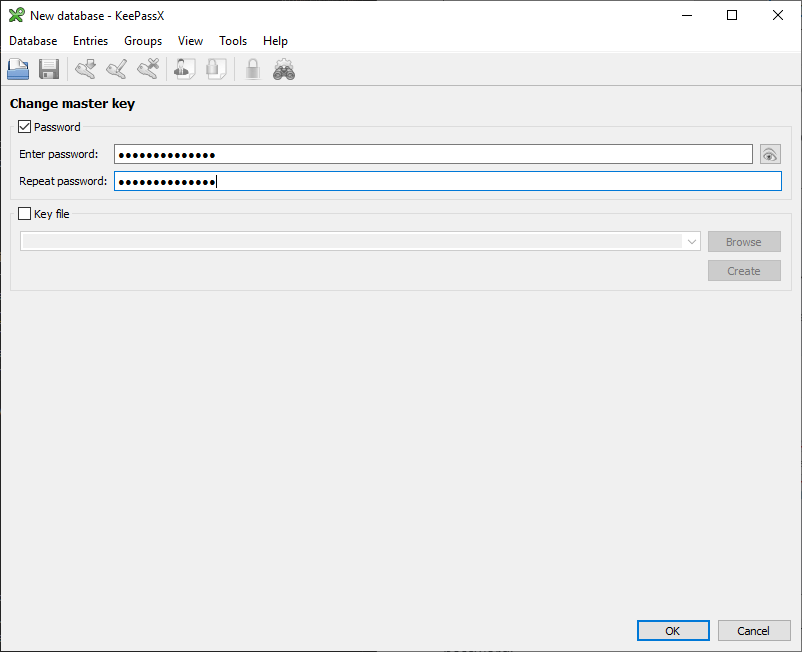 New database - KeePassX
Database Entries Groups View Tools Help
Change master key
Password
Enter password: ●●●●●●●●●●●●●●
Repeat password: ●●●●●●●●●●●●●●
Key file
Browse
Create
OK Cancel